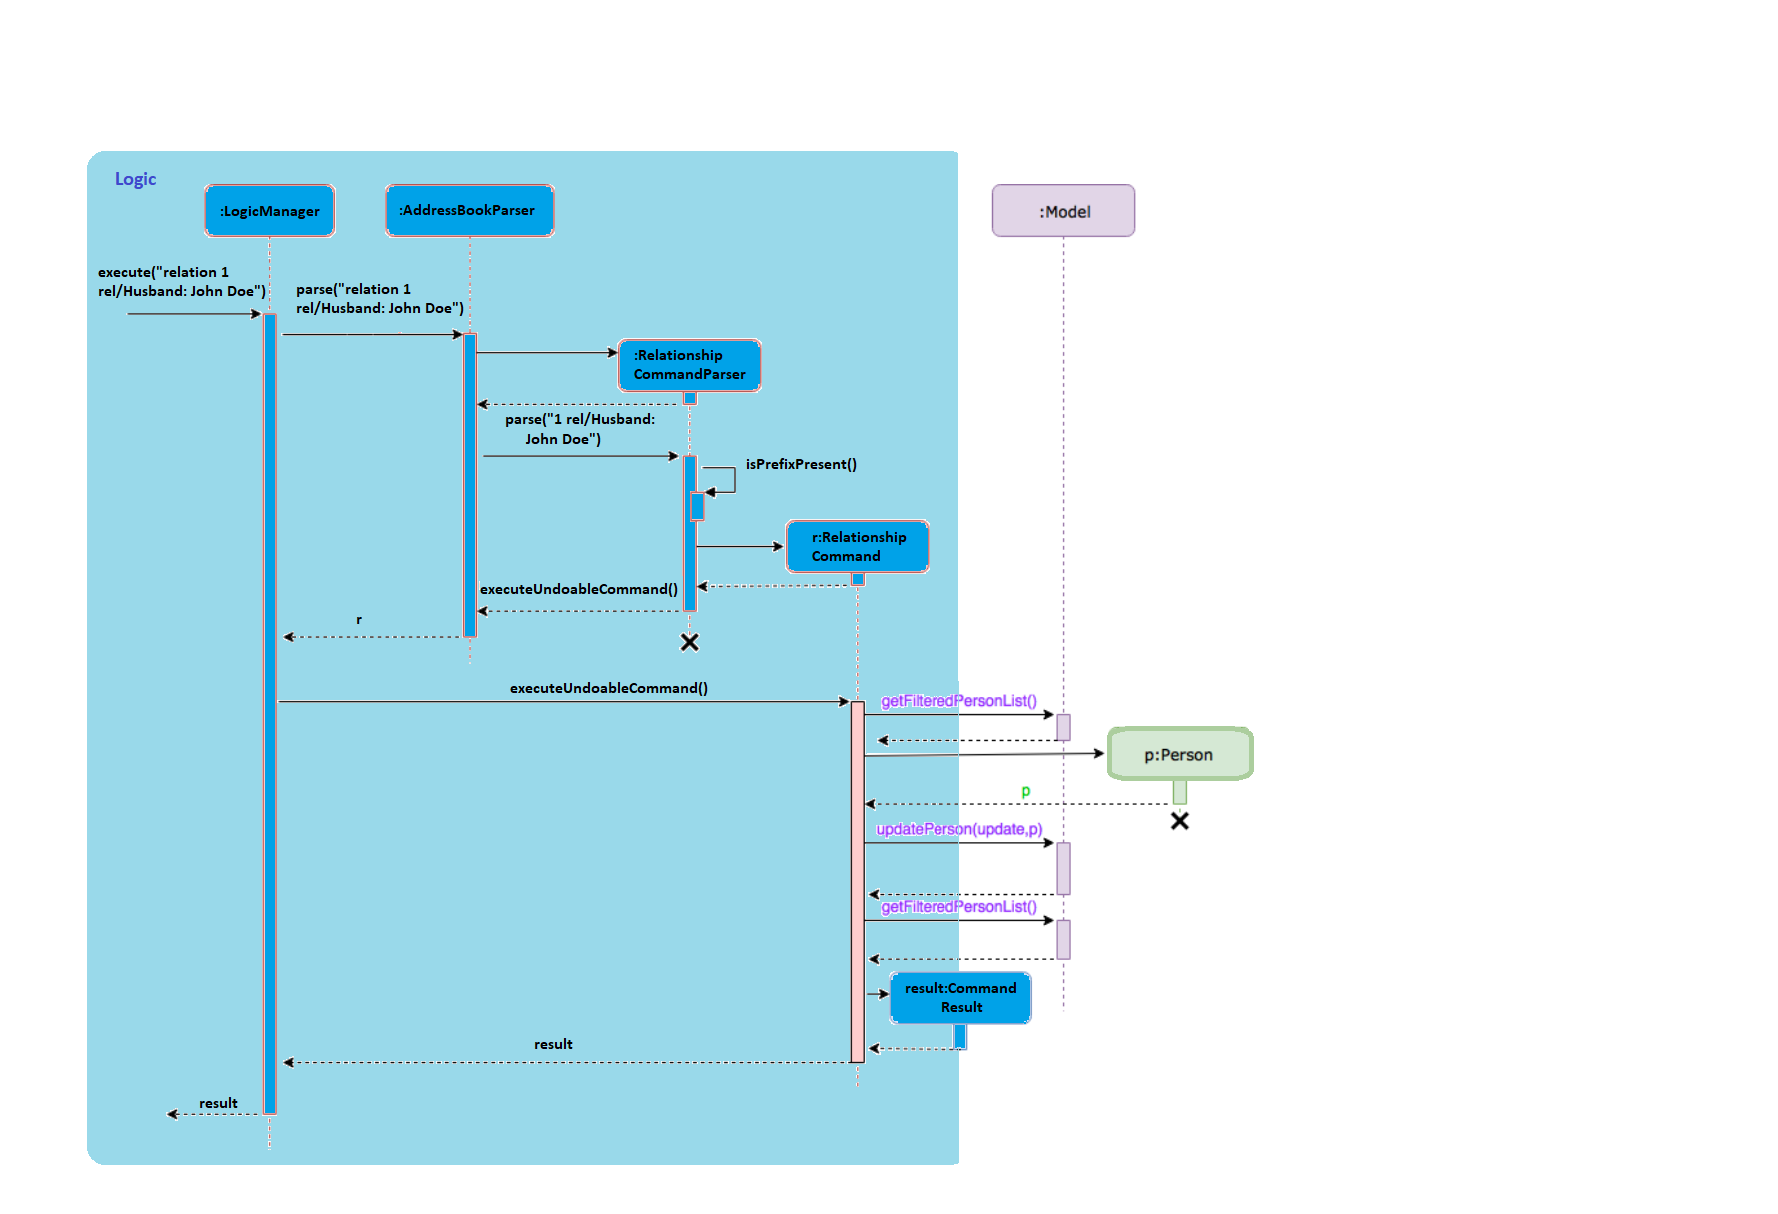 Logic
:LogicManager
:AddressBookParser
:Model
execute("relation 1
rel/Husband: John Doe")
parse("relation 1
rel/Husband: John Doe")
:Relationship
CommandParser
parse("1 rel/Husband:
John Doe")
isPrefixPresent()
r:Relationship
Command
executeUndoableCommand()
r
executeUndoableCommand()
getFilteredPersonList()
p:Person
p
updatePerson(update,p)
getFilteredPersonList()
result:Command
Result
result
result